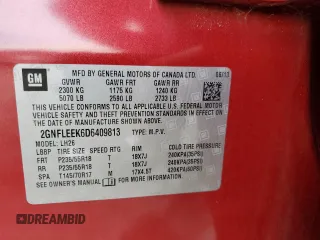 GM
MFD BY GENERAL MOTORS OF CANADA LTD.
GVWR GAWR FRT GAWR RR
2300 KG 1175 KG 1240 KG
5070 LB 2590 LB 2733 LB
THIS VEHICLE CONFORMS TO ALL APPLICABLE U.S. FEDERAL
MOTOR VEHICLE SAFETY, BUMPER, AND THEFT PREVENTION
STANDARDS IN EFFECT ON THE DATE OF MANUFACTURE
SHOWN ABOVE.
2GNFLEEK6D6409813 TYPE: M.P.V.
MODEL: LH26
TIRE SIZE SPEED RTG RIM COLD TIRE PRESSURE
FRT P235/55R18 T 18X7J 240KPA(35PSI)
RR P235/55R18 T 18X7J 240KPA(35PSI)
SPA T145/70R17 M 17X4.5T 420KPA(60PSI)
SEE OWNER'S MANUAL FOR ADDITIONAL INFORMATION
DREAMBID